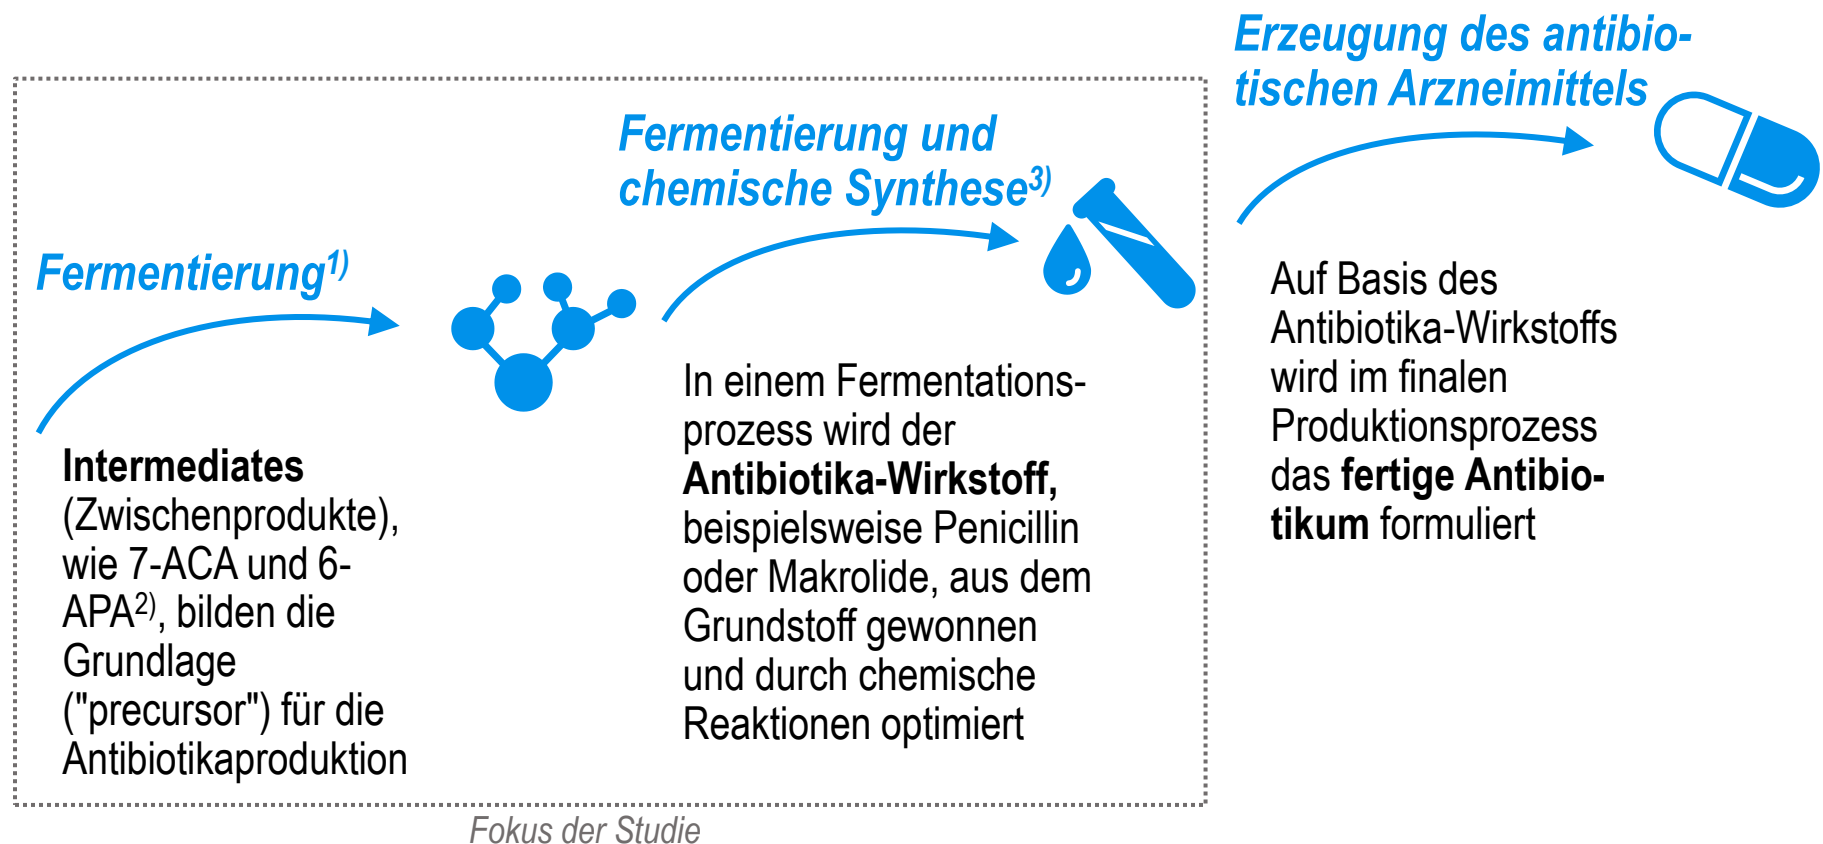 Fermentierung1)
Intermediates
(Zwischenprodukte),
wie 7-ACA und 6-
APA2), bilden die
Grundlage
("precursor") für die
Antibiotikaproduktion
Fermentierung und
chemische Synthese3)
In einem Fermentations-
prozess wird der
Antibiotika-Wirkstoff,
beispielsweise Penicillin
oder Makrolide, aus dem
Grundstoff gewonnen
und durch chemische
Reaktionen optimiert
Erzeugung des antibio-
tischen Arzneimittels
Auf Basis des
Antibiotika-Wirkstoffs
wird im finalen
Produktionsprozess
das fertige Antibio-
tikum formuliert
Fokus der Studie